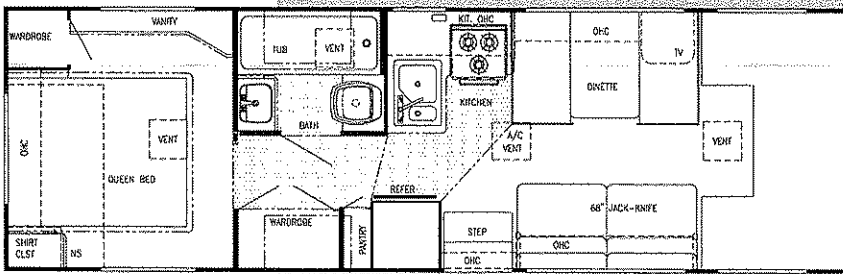 WARDROBE
VANITY
OHC
VENT
QUEEN BED
SHIRT
CLST
NS
TUB
VENT
BATH
WARDROBE
PANTRY
KIT. OHC
KITCHEN
REFER
A/C
VENT
OHC
DINETTE
TV
VENT
STEP
OHC
68" JACK-KNIFE
OHC